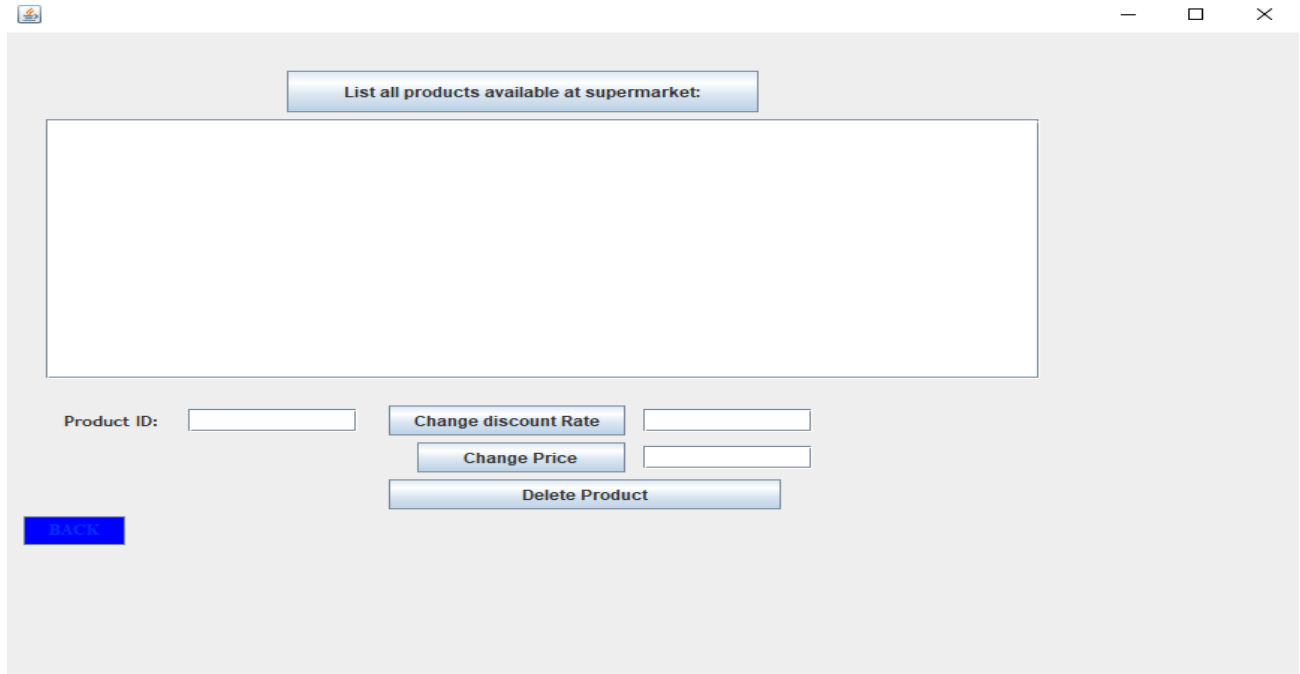 List all products available at supermarket:
Product ID:
Change discount Rate
Change Price
Delete Product
BACK